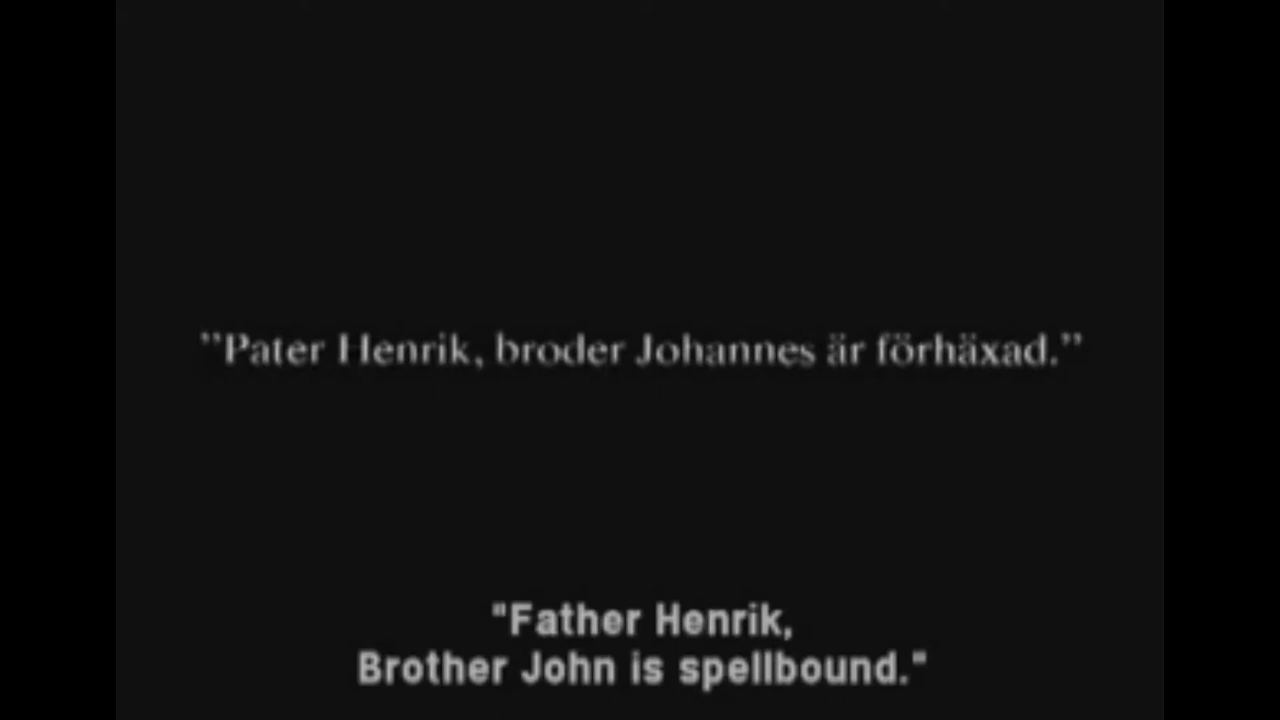 ”Pater Henrik, broder Johannes är förhäxad.”
"Father Henrik,
Brother John is spellbound."